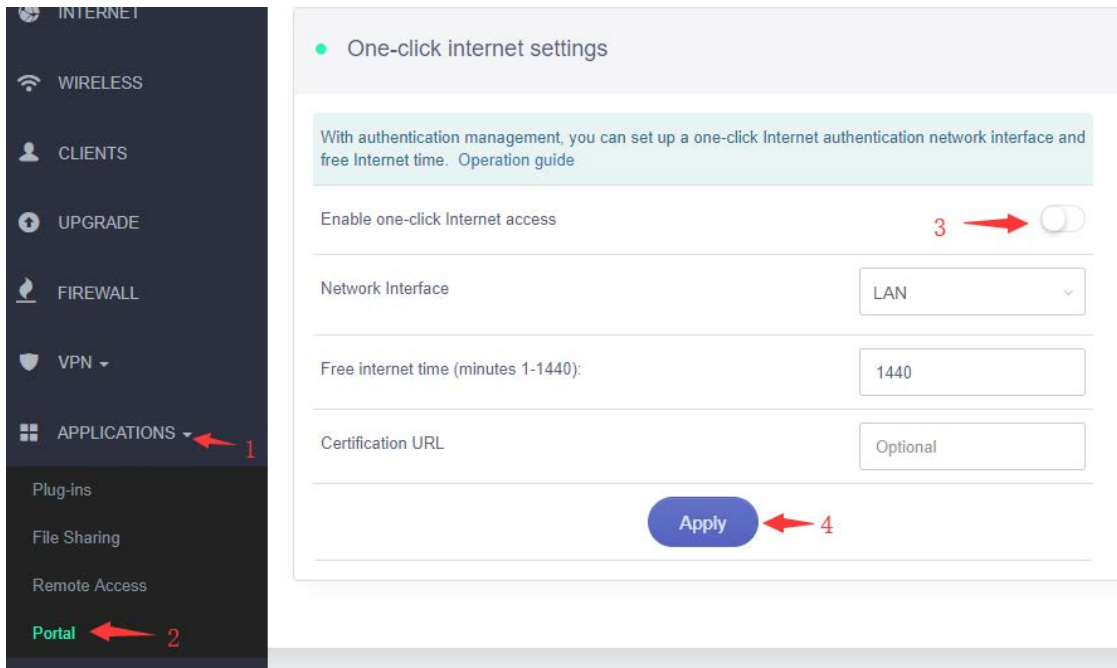 INTERNET
WIRELESS
CLIENTS
UPGRADE
FIREWALL
VPN
APPLICATIONS
1
Plug-ins
File Sharing
Remote Access
Portal
2
One-click internet settings
With authentication management, you can set up a one-click Internet authentication network interface and
free Internet time. Operation guide
Enable one-click Internet access
3
Network Interface
LAN
Free internet time (minutes 1-1440):
1440
Certification URL
Optional
Apply
4